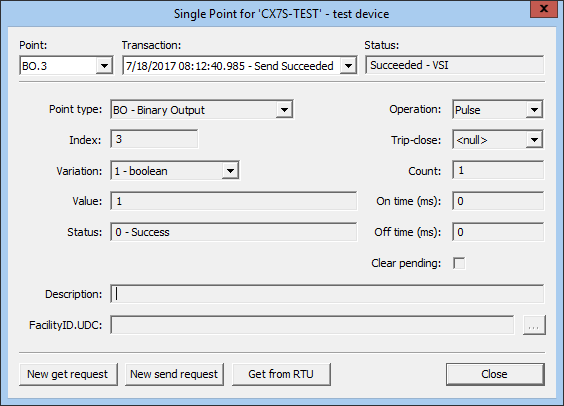 Single Point for 'CX7S-TEST' - test device
x
Point: Transaction: Status:
BO.3 7/18/2017 08:12:40.985 - Send Succeeded Succeeded - VSI
Point type: BO - Binary Output Operation: Pulse
Index: 3 Trip-close: <null>
Variation: 1 - boolean Count: 1
Value: 1 On time (ms): 0
Status: 0 - Success Off time (ms): 0
Clear pending:
Description:
FacilityID.UDC: ...
New get request New send request Get from RTU Close